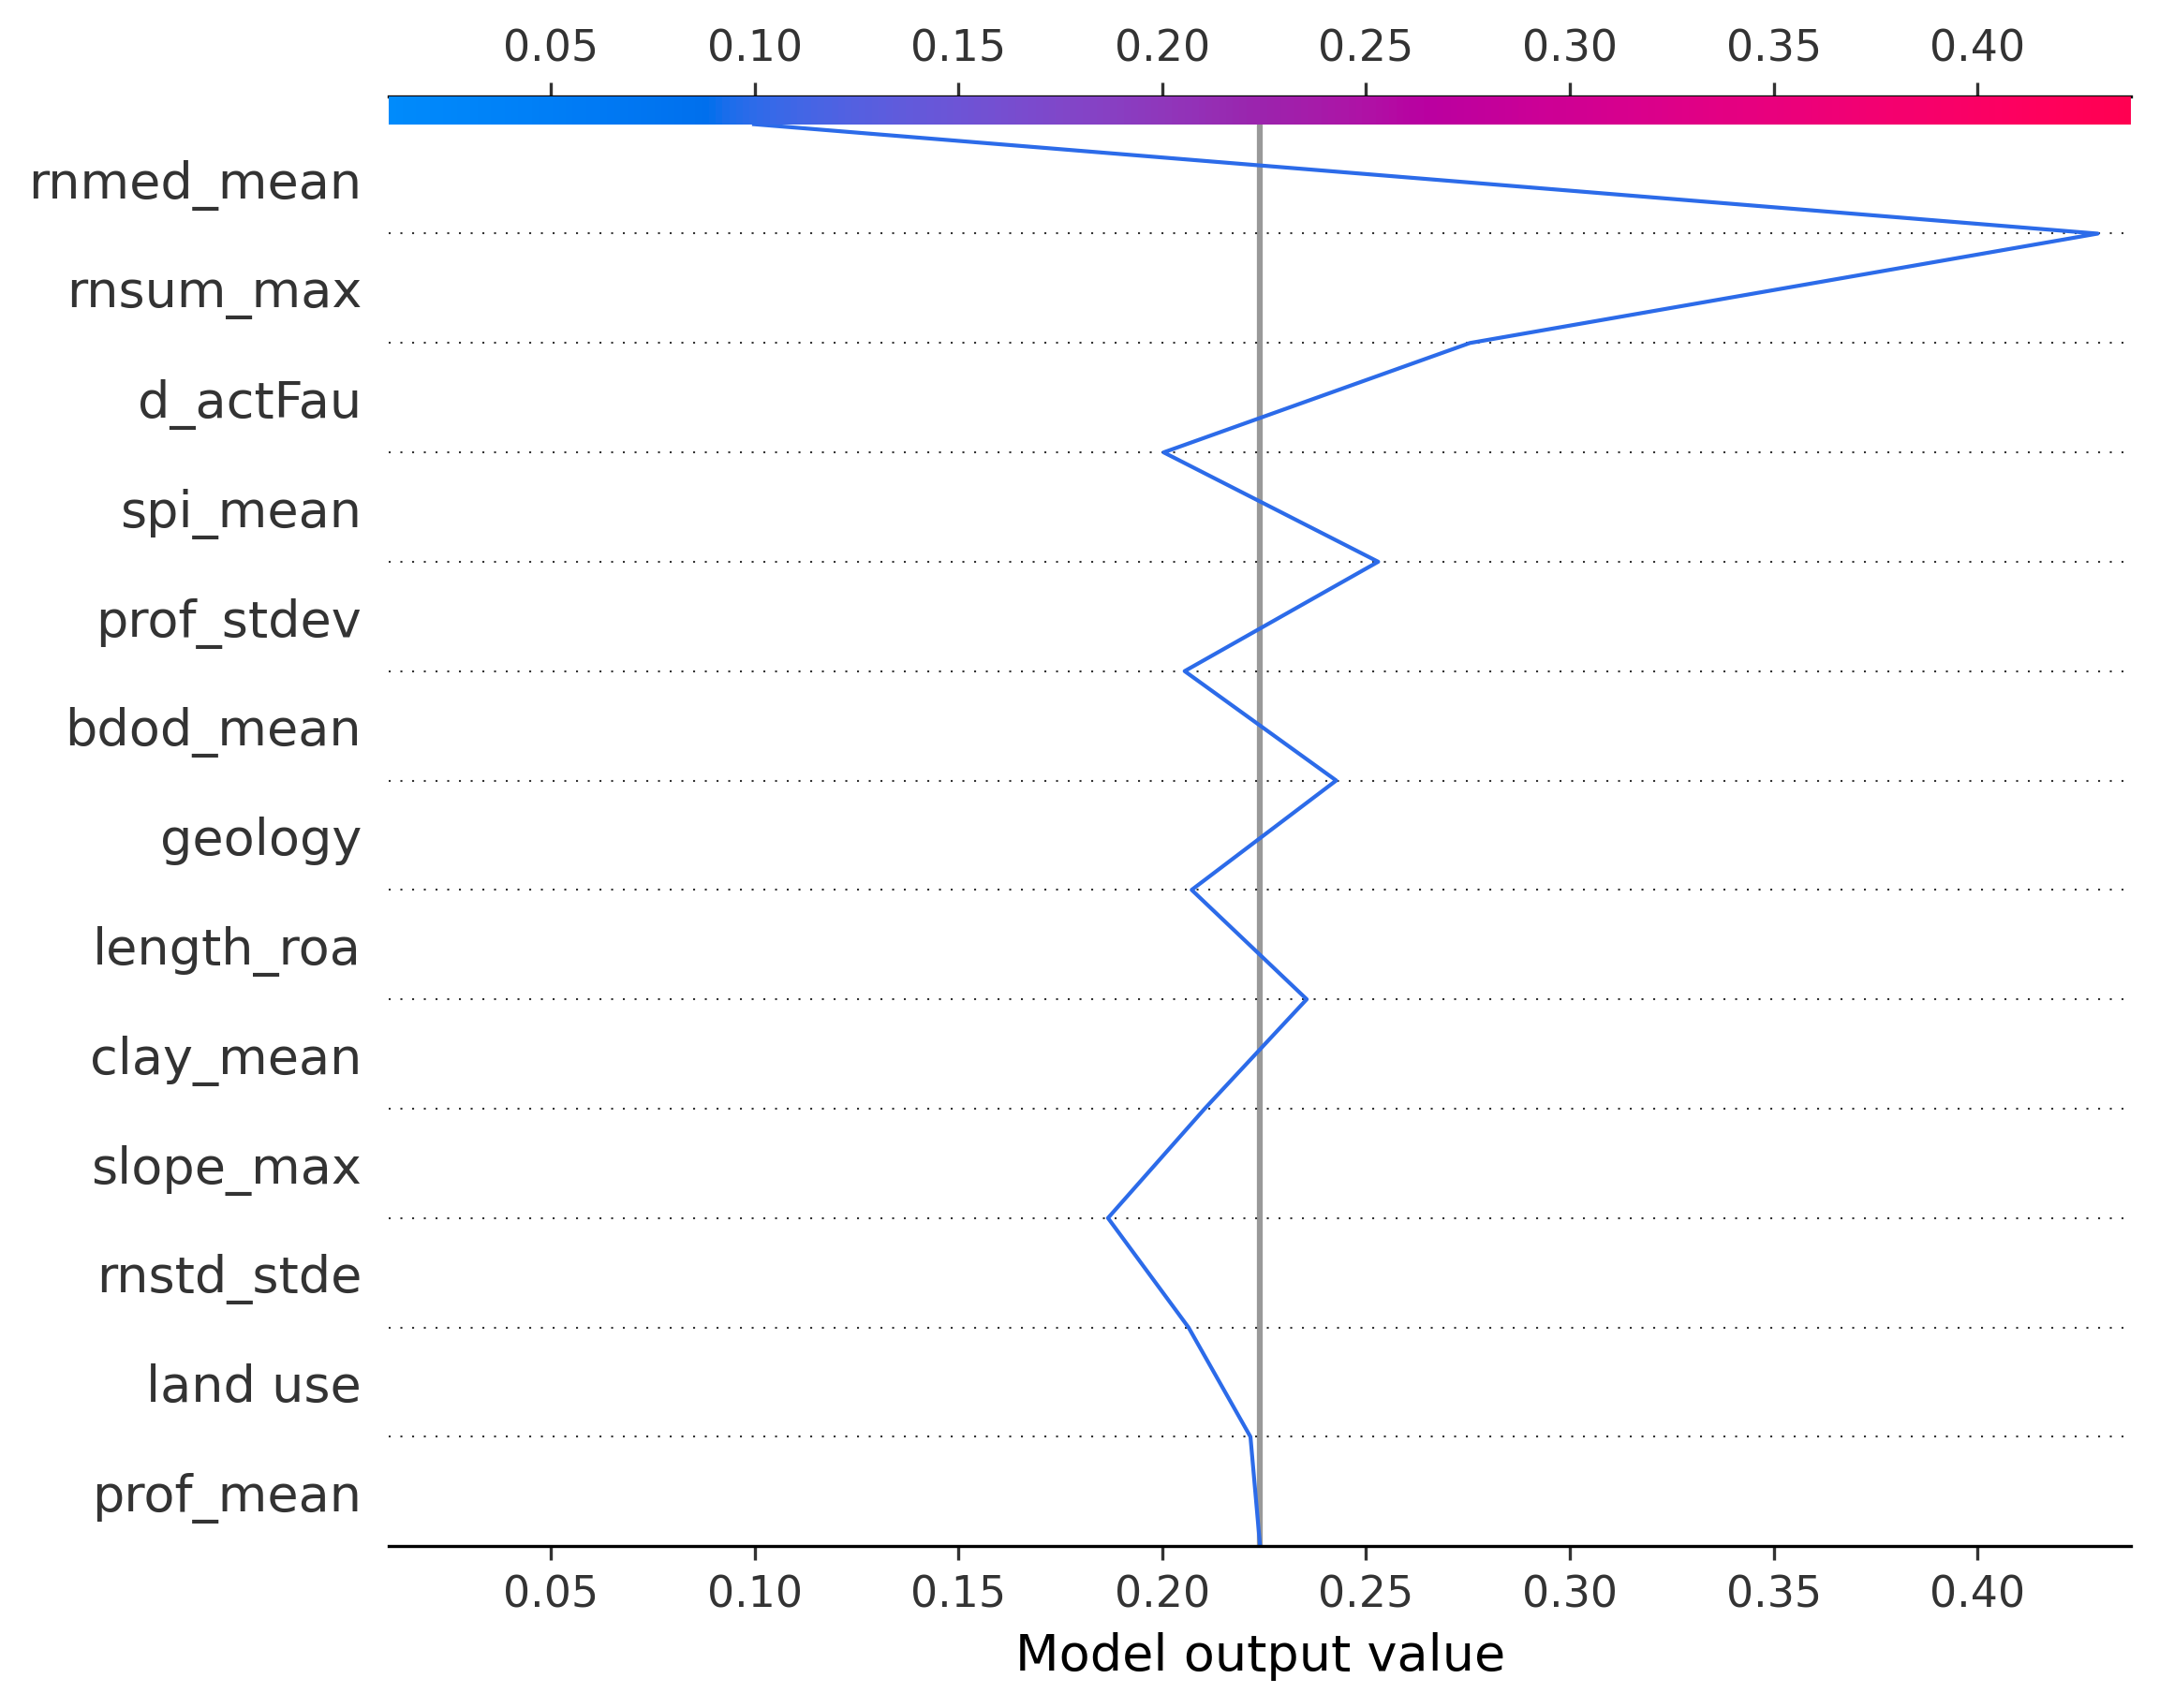 0.05 0.10 0.15 0.20 0.25 0.30 0.35 0.40
rnmed_mean
rnsum_max
d_actFau
spi_mean
prof_stdev
bdod_mean
geology
length_roa
clay_mean
slope_max
rnstd_stde
land use
prof_mean
0.05 0.10 0.15 0.20 0.25 0.30 0.35 0.40
Model output value